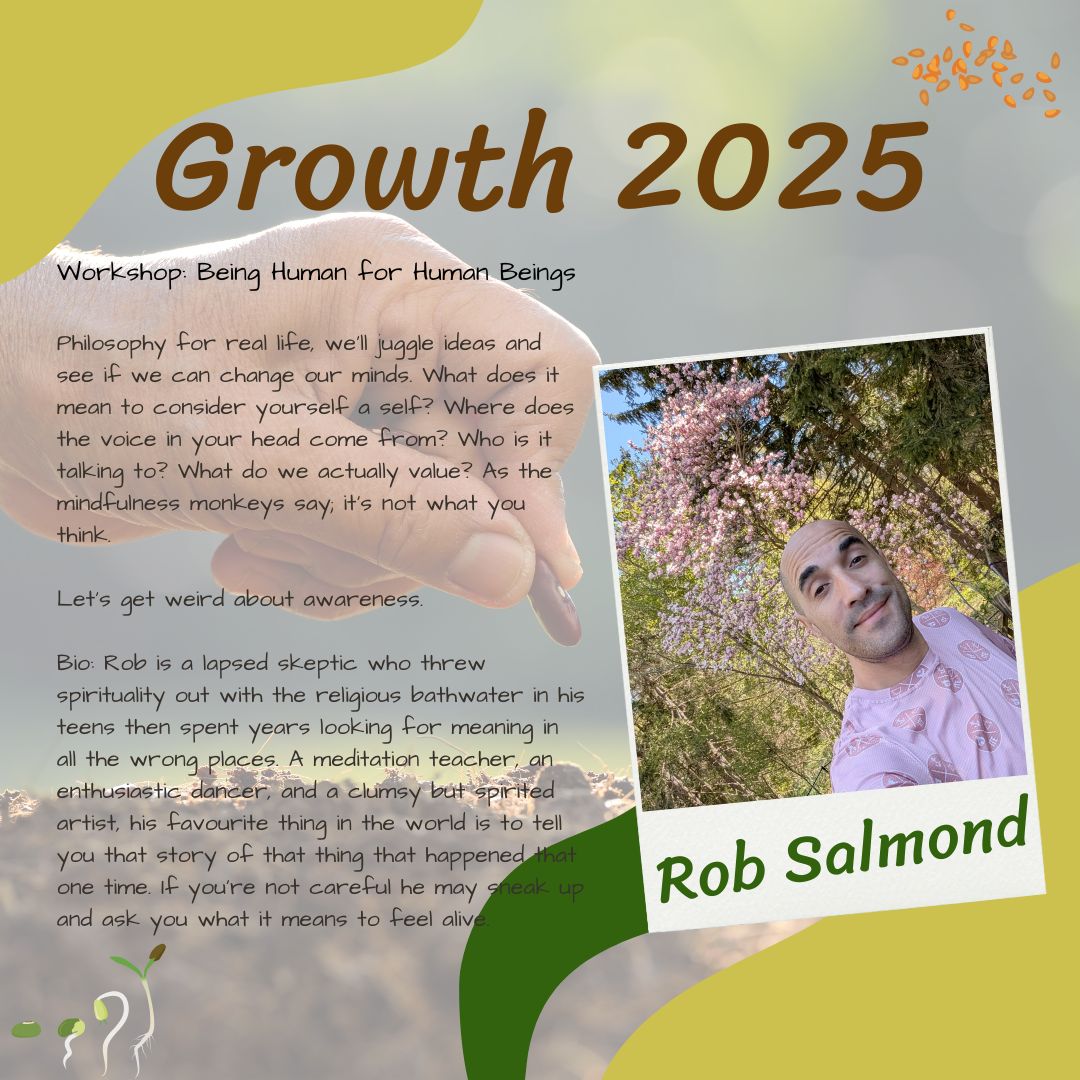 Growth 2025
Workshop: Being Human for Human Beings
Philosophy for real life, we'll juggle ideas and
see if we can change our minds. What does it
mean to consider yourself a self? Where does
the voice in your head come from? Who is it
talking to? What do we actually value? As the
mindfulness monkeys say; it's not what you
think.
Let's get weird about awareness.
Bio: Rob is a lapsed skeptic who threw
spirituality out with the religious bathwater in his
teens then spent years looking for meaning in
all the wrong places. A meditation teacher, an
enthusiastic dancer, and a clumsy but spirited
artist, his favourite thing in the world is to tell
you that story of that thing that happened that
one time. If you're not careful he may sneak up
and ask you what it means to feel alive.
Rob Salmond